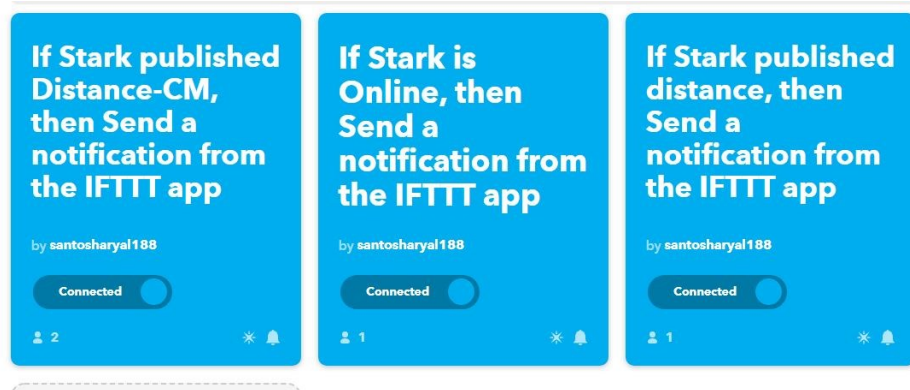 If Stark published
Distance-CM,
then Send a
notification from
the IFTTT app
by santosharyal188
Connected
2
If Stark is
Online, then
Send a
notification from
the IFTTT app
by santosharyal188
Connected
1
If Stark published
distance, then
Send a
notification from
the IFTTT app
by santosharyal188
Connected
1